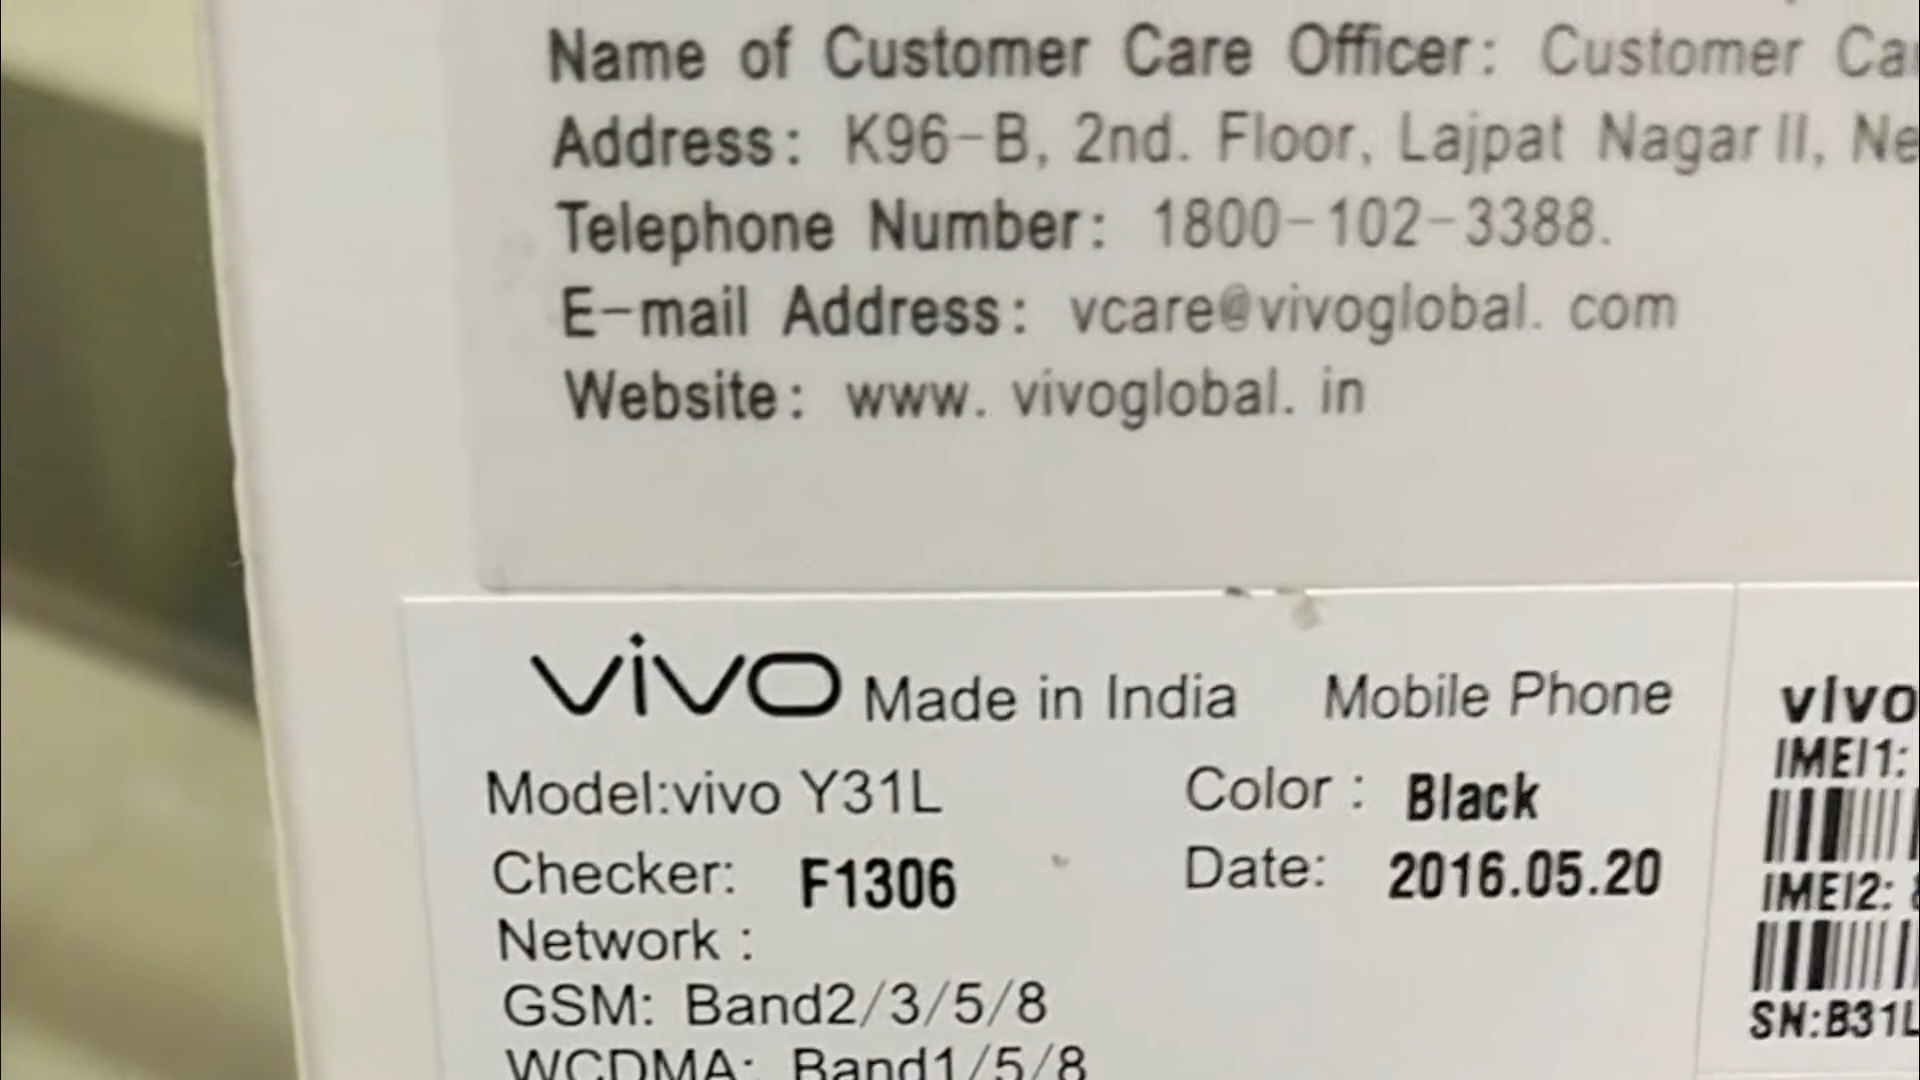 Name of Customer Care Officer: Customer
Address: K96-B, 2nd. Floor, Lajpat Nagar II,
Telephone Number: 1800-102-3388.
E-mail Address: vcare@vivoglobal. com
Website: www. vivoglobal. in
vivo Made in India Mobile Phone
Model:vivo Y31L Color : Black
Checker: F1306 Date: 2016.05.20
Network :
GSM: Band2/3/5/8
WCDMA: Band1/5/8
vivo
IMEI1:
IMEI2:
SN:B31L